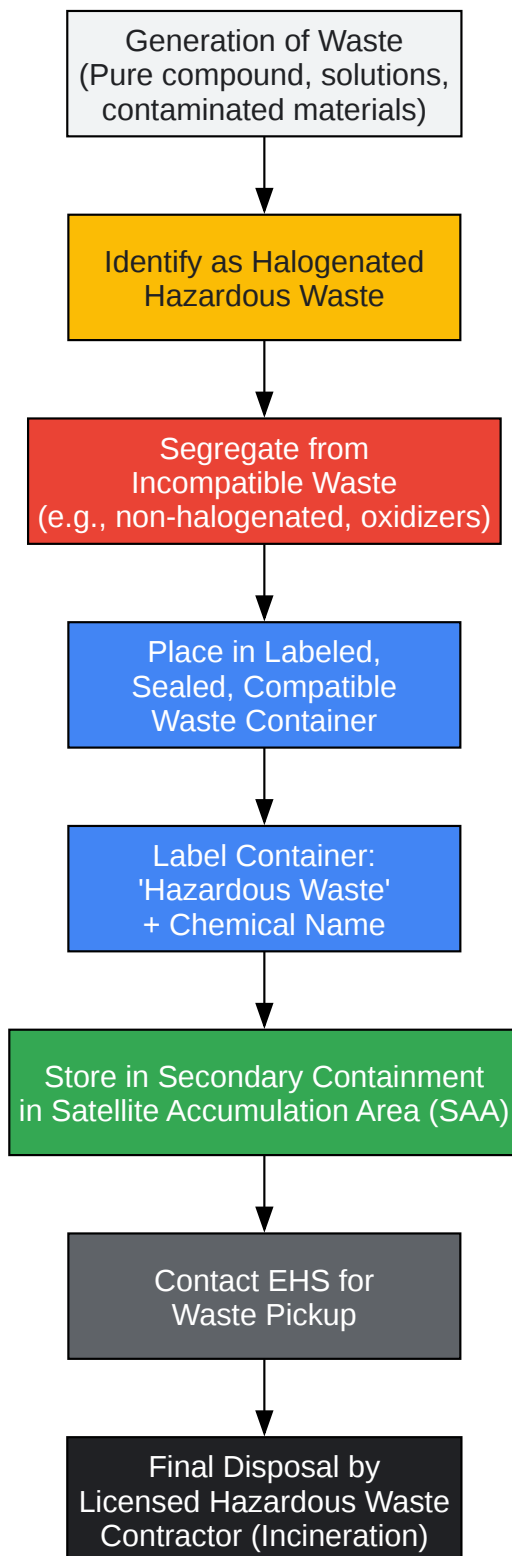 Generation of Waste
(Pure compound, solutions,
contaminated materials)
Identify as Halogenated
Hazardous Waste
Segregate from
Incompatible Waste
(e.g., non-halogenated, oxidizers)
Place in Labeled,
Sealed, Compatible
Waste Container
Label Container:
'Hazardous Waste'
+ Chemical Name
Store in Secondary Containment
in Satellite Accumulation Area (SAA)
Contact EHS for
Waste Pickup
Final Disposal by
Licensed Hazardous Waste
Contractor (Incineration)